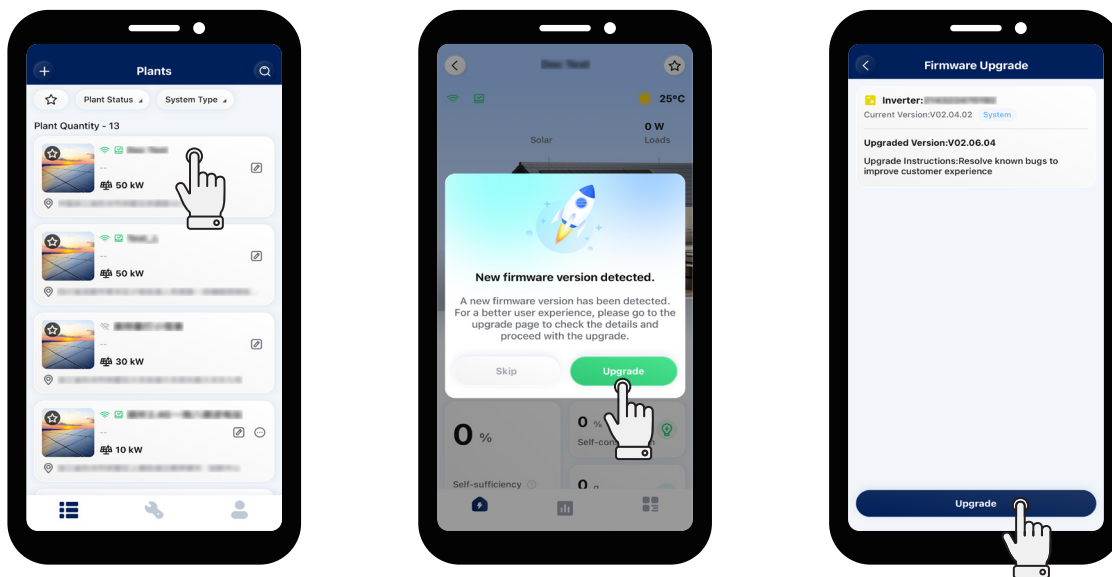 Plants
Plant Status
System Type
Plant Quantity - 13
--
50 kW
--
50 kW
--
30 kW
--
10 kW
25°C
0 W
Solar
Loads
New firmware version detected.
A new firmware version has been detected.
For a better user experience, please go to the
upgrade page to check the details and
proceed with the upgrade.
Skip
Upgrade
0 %
0 %
Self-sufficiency
0
Firmware Upgrade
Inverter:
Current Version:V02.04.02 System
Upgraded Version:V02.06.04
Upgrade Instructions:Resolve known bugs to
improve customer experience
Upgrade